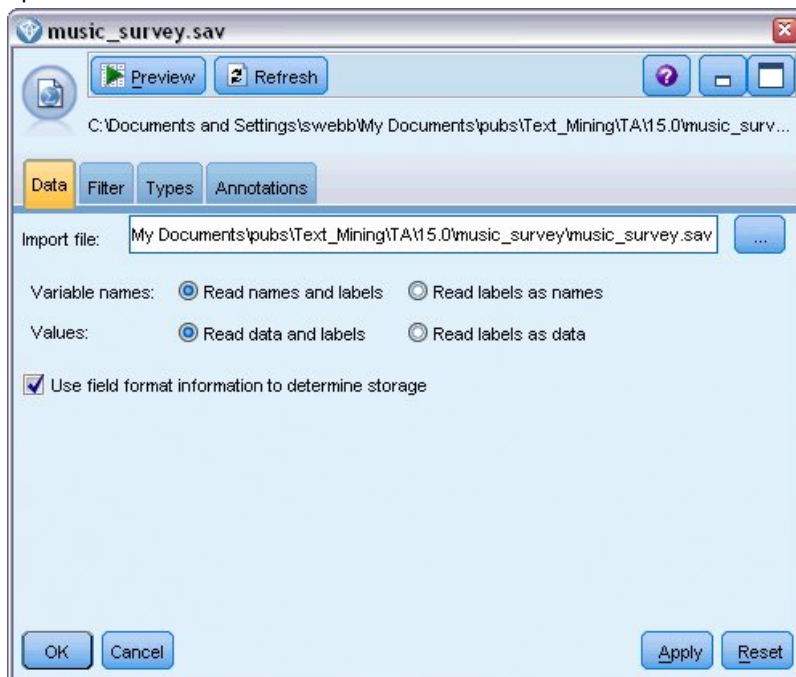 music_survey.sav
Preview Refresh
C:\Documents and Settings\swebb\My Documents\pubs\Text_Mining\TA\15.0\music_surv...
Data Filter Types Annotations
Import file: My Documents\pubs\Text_Mining\TA\15.0\music_survey\music_survey.sav ...
Variable names: Read names and labels Read labels as names
Values: Read data and labels Read labels as data
Use field format information to determine storage
OK Cancel Apply Reset